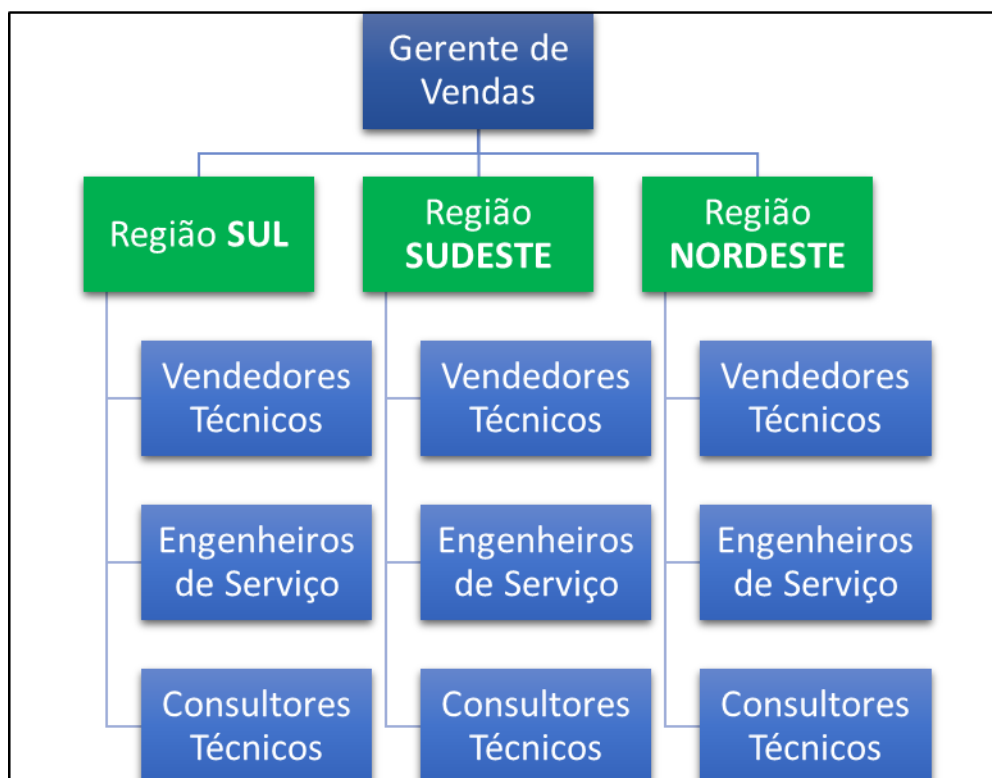 Gerente de
Vendas
Região SUL
Região
SUDESTE
Região
NORDESTE
Vendedores
Técnicos
Vendedores
Técnicos
Vendedores
Técnicos
Engenheiros
de Serviço
Engenheiros
de Serviço
Engenheiros
de Serviço
Consultores
Técnicos
Consultores
Técnicos
Consultores
Técnicos